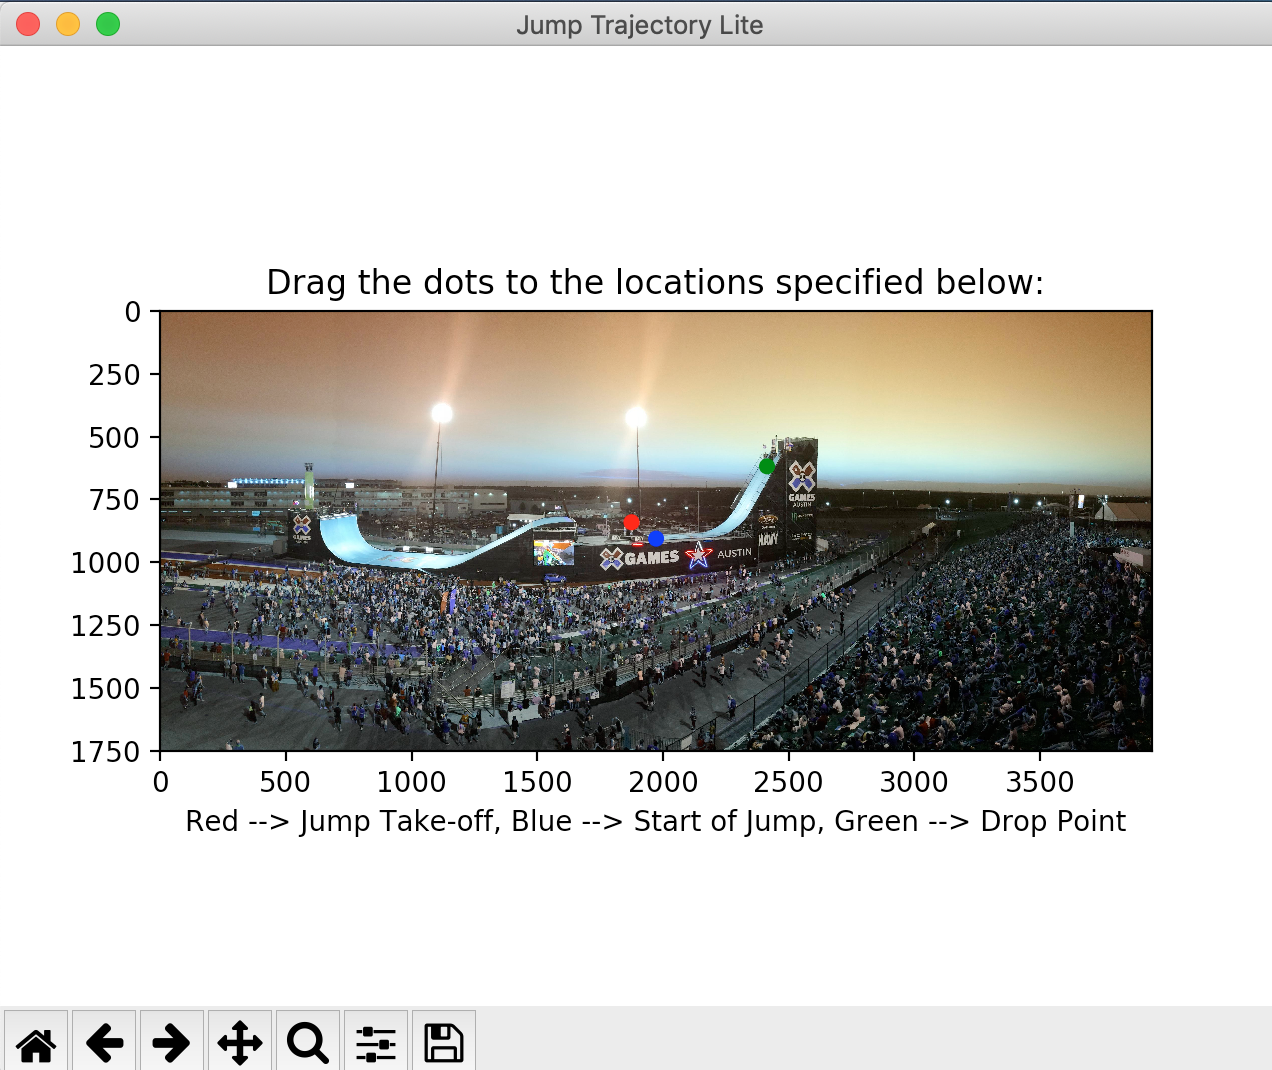 Jump Trajectory Lite
Drag the dots to the locations specified below:
0
250
500
750
1000
1250
1500
1750
GAMES
AUSTIN
NAVY
GAMES
AUSTIN
0 500 1000 1500 2000 2500 3000 3500
Red --> Jump Take-off, Blue --> Start of Jump, Green --> Drop Point